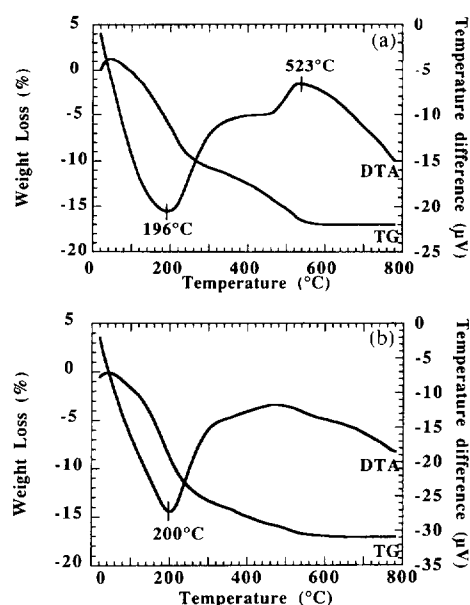 (a)
5
0
-5
-10
-15
-20
0
-5
-10
-15
-20
-25
523°C
196°C
DTA
TG
0 200 400 600 800
Temperature (°C)
Weight Loss (%)
Temperature difference (µV)
(b)
5
0
-5
-10
-15
-20
0
-5
-10
-15
-20
-25
-30
-35
200°C
DTA
TG
0 200 400 600 800
Temperature (°C)
Weight Loss (%)
Temperature difference (µV)